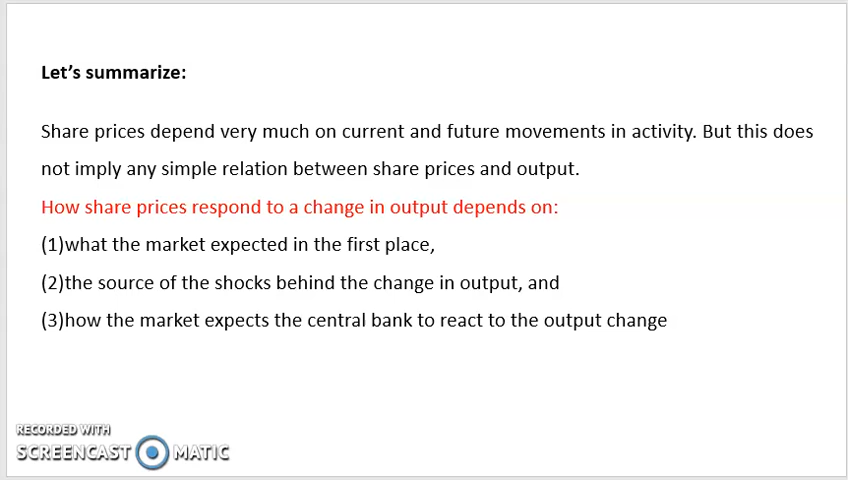 Let's summarize:
Share prices depend very much on current and future movements in activity. But this does
not imply any simple relation between share prices and output.
How share prices respond to a change in output depends on:
(1)what the market expected in the first place,
(2)the source of the shocks behind the change in output, and
(3)how the market expects the central bank to react to the output change
RECORDED WITH
SCREENCAST MATIC